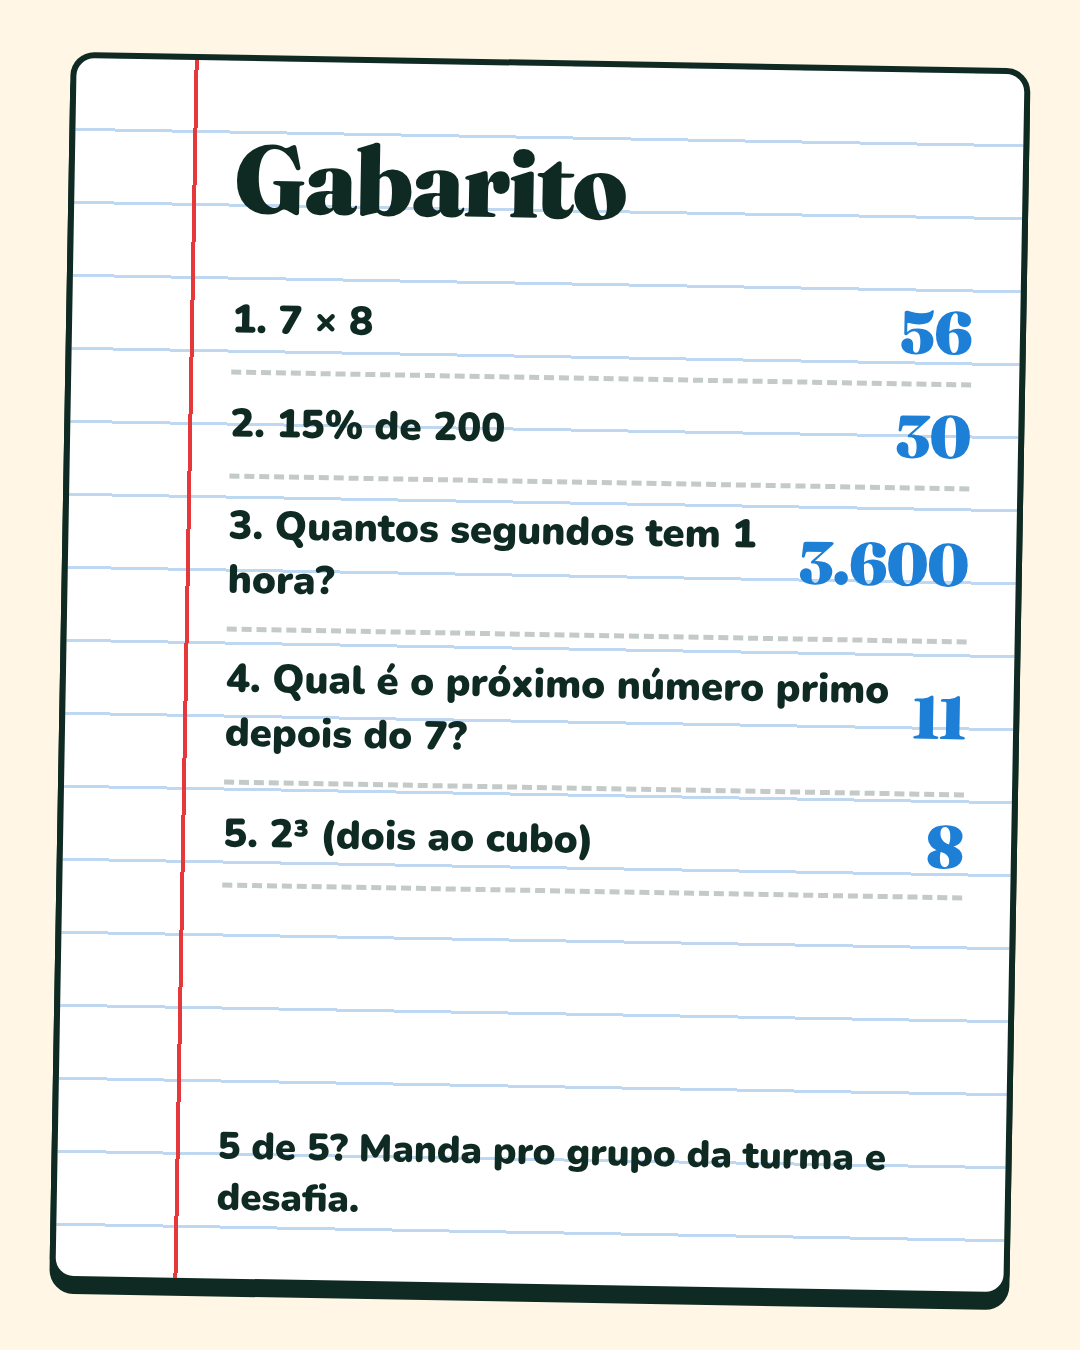 Gabarito
1. 7 × 8
56
2. 15% de 200
30
3. Quantos segundos tem 1
hora?
3.600
4. Qual é o próximo número primo
depois do 7?
11
5. 2³ (dois ao cubo)
8
5 de 5? Manda pro grupo da turma e
desafia.